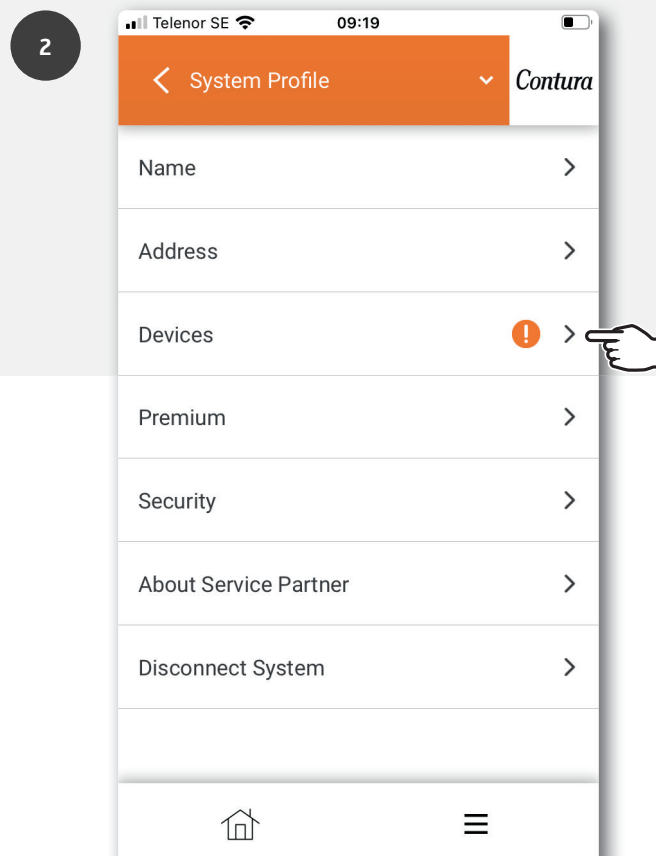 2
Telenor SE 09:19
System Profile Contura
Name
Address
Devices !
Premium
Security
About Service Partner
Disconnect System